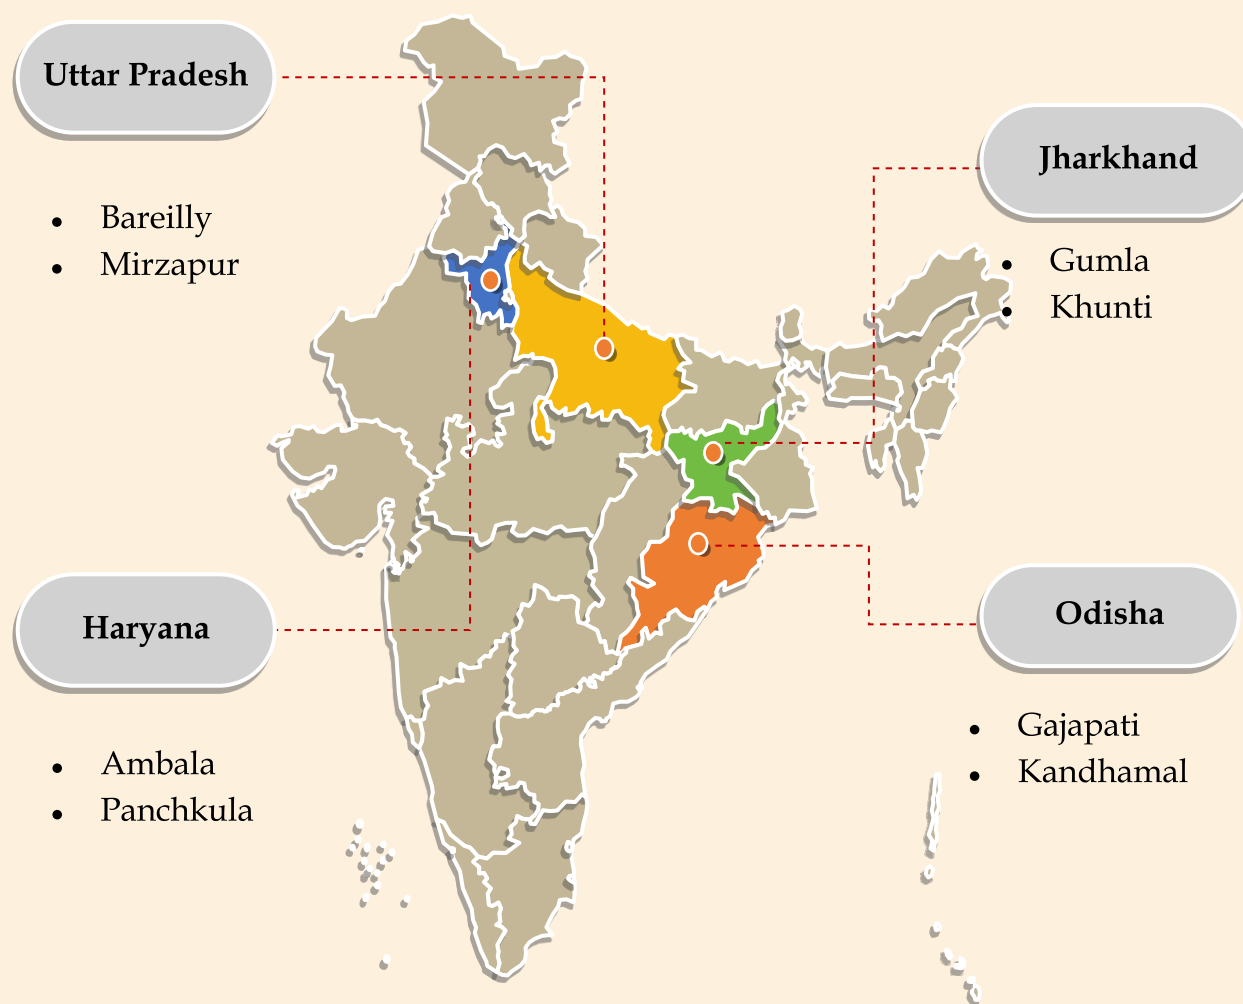 Uttar Pradesh
• Bareilly
• Mirzapur
Jharkhand
• Gumla
• Khunti
Haryana
• Ambala
• Panchkula
Odisha
• Gajapati
• Kandhamal